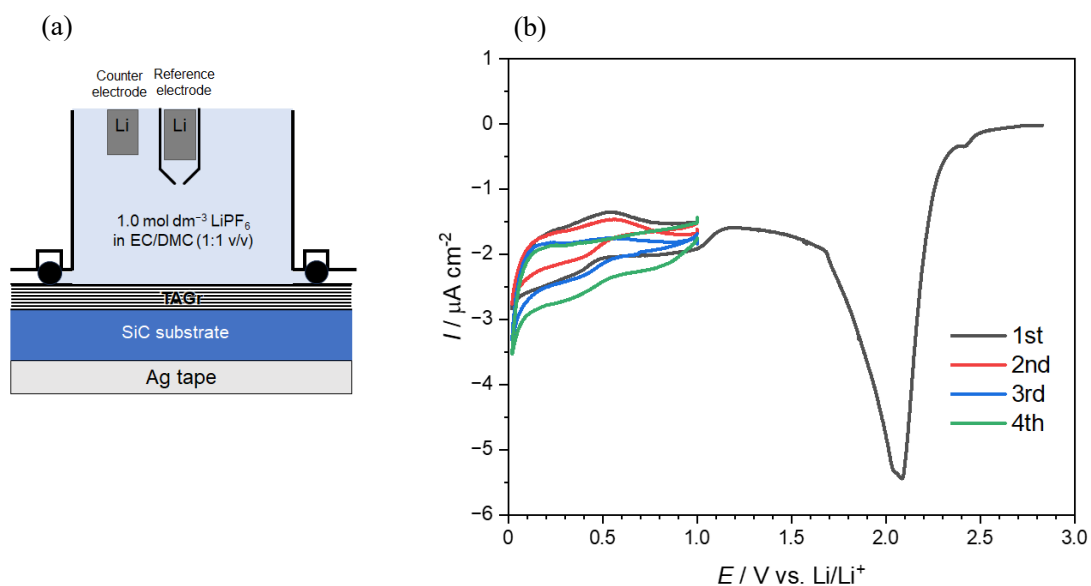 (a)
Counter
electrode
Reference
electrode
Li
Li
1.0 mol dm⁻³ LiPF₆
in EC/DMC (1:1 v/v)
TAGr
SiC substrate
Ag tape
(b)
I / μA cm⁻²
1
0
−1
−2
−3
−4
−5
−6
0
0.5
1.0
1.5
2.0
2.5
3.0
E / V vs. Li/Li⁺
1st
2nd
3rd
4th